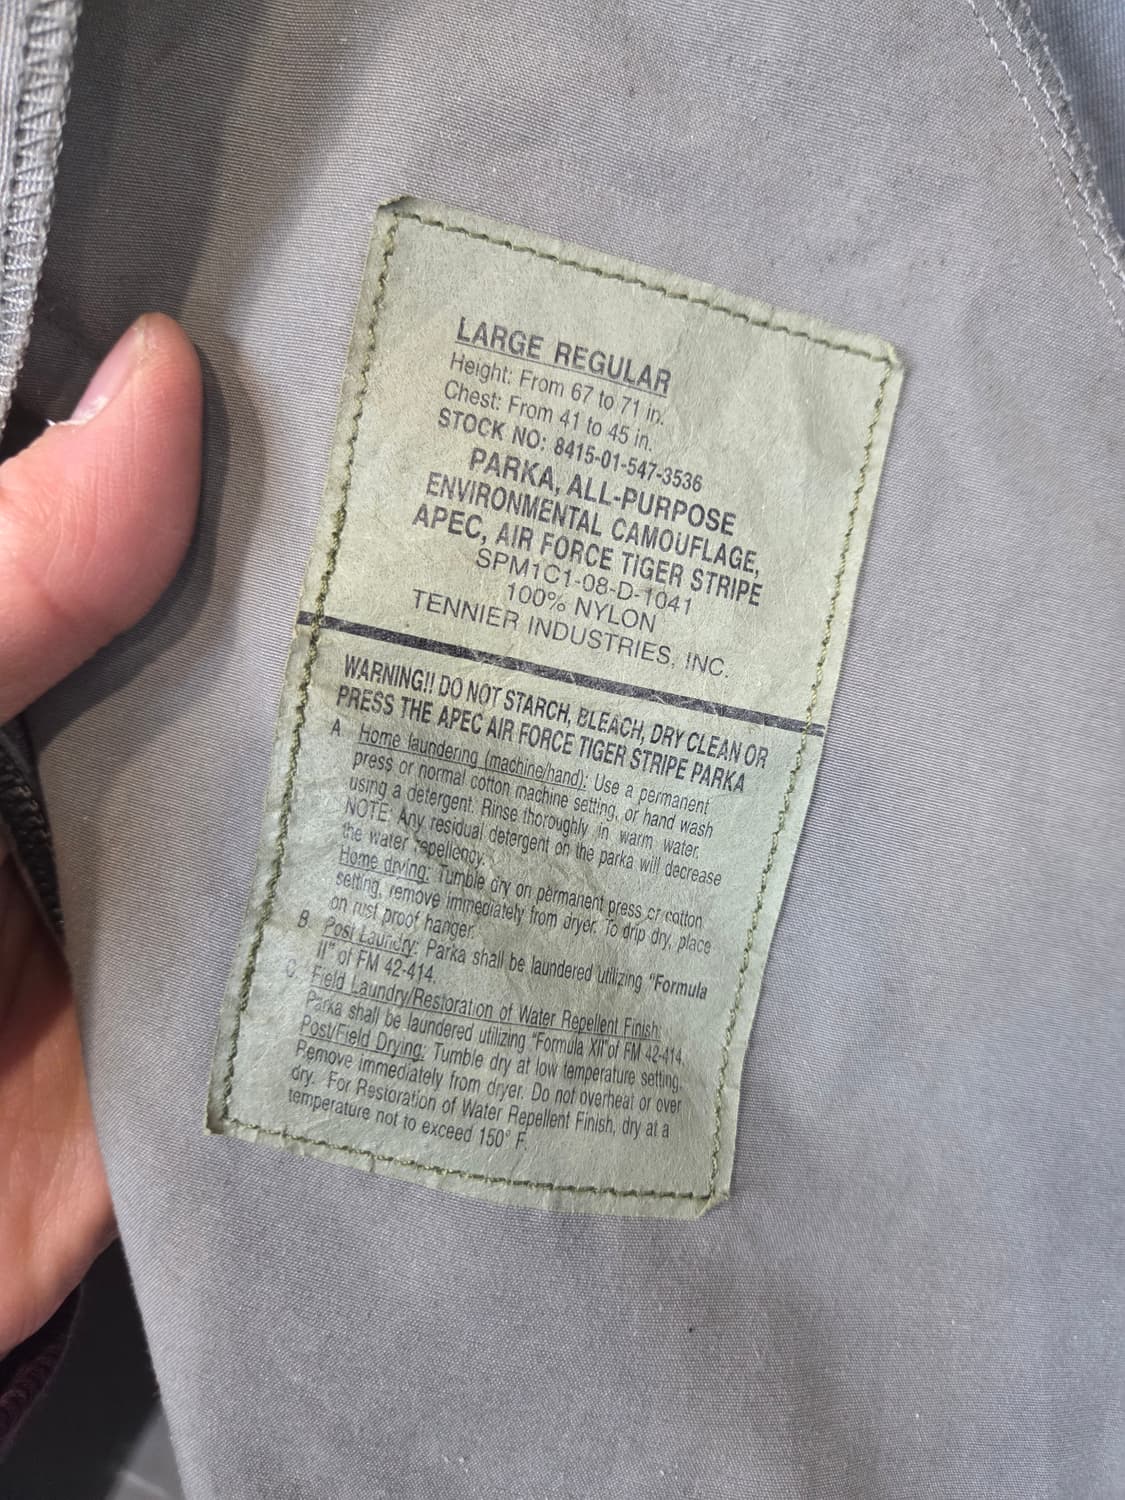 LARGE REGULAR
Height: From 67 to 71 in.
Chest: From 41 to 45 in.
STOCK NO: 8415-01-547-3536
PARKA, ALL-PURPOSE
ENVIRONMENTAL CAMOUFLAGE,
APEC, AIR FORCE TIGER STRIPE
SPM1C1-08-D-1041
100% NYLON
TENNIER INDUSTRIES, INC.
WARNING!! DO NOT STARCH, BLEACH, DRY CLEAN OR
PRESS THE APEC AIR FORCE TIGER STRIPE PARKA
A. Home laundering (machine/hand): Use a permanent
press or normal cotton machine setting, or hand wash
using a detergent. Rinse thoroughly in warm water.
NOTE: Any residual detergent on the parka will decrease
the water repellency.
Home drying: Tumble dry on permanent press or cotton
setting, remove immediately from dryer. To drip dry, place
on rust proof hanger.
B. Post Laundry: Parka shall be laundered utilizing "Formula
II" of FM 42-414.
C. Field Laundry/Restoration of Water Repellent Finish:
Parka shall be laundered utilizing "Formula XII"of FM 42-414.
Post/Field Drying: Tumble dry at low temperature setting.
Remove immediately from dryer. Do not overheat or over
dry. For Restoration of Water Repellent Finish, dry at a
temperature not to exceed 150° F.